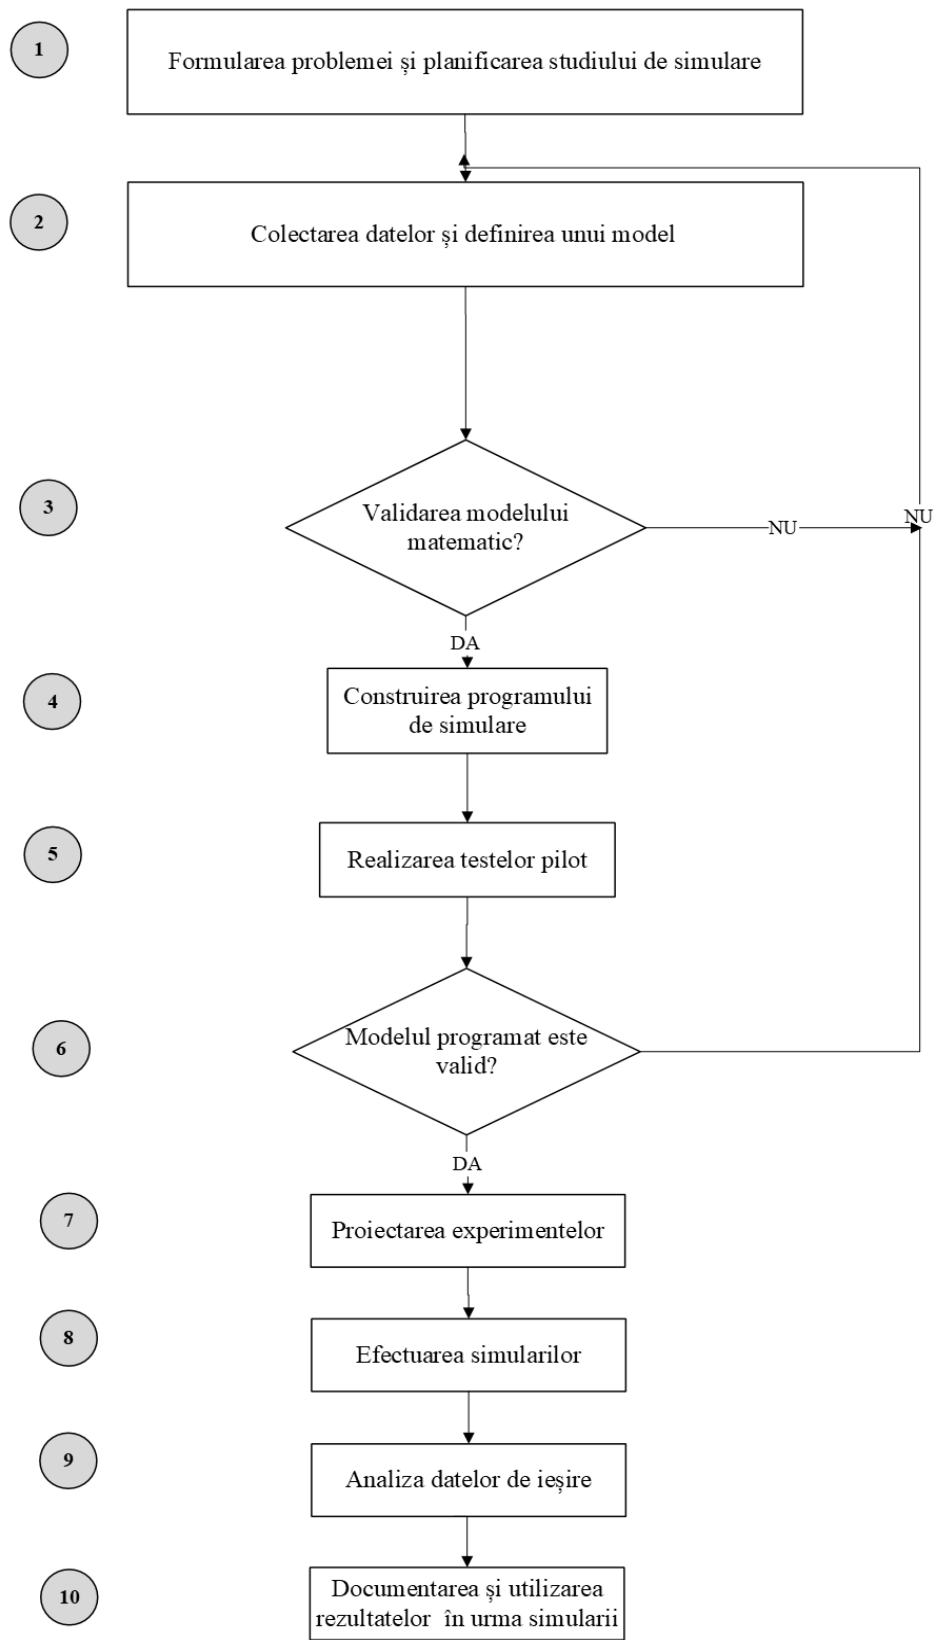 1
Formularea problemei și planificarea studiului de simulare
2
Colectarea datelor și definirea unui model
3
Validarea modelului
matematic?
NU
NU
DA
4
Construirea programului
de simulare
5
Realizarea testelor pilot
6
Modelul programat este
valid?
DA
7
Proiectarea experimentelor
8
Efectuarea simularilor
9
Analiza datelor de ieșire
10
Documentarea și utilizarea
rezultatelor în urma simularii